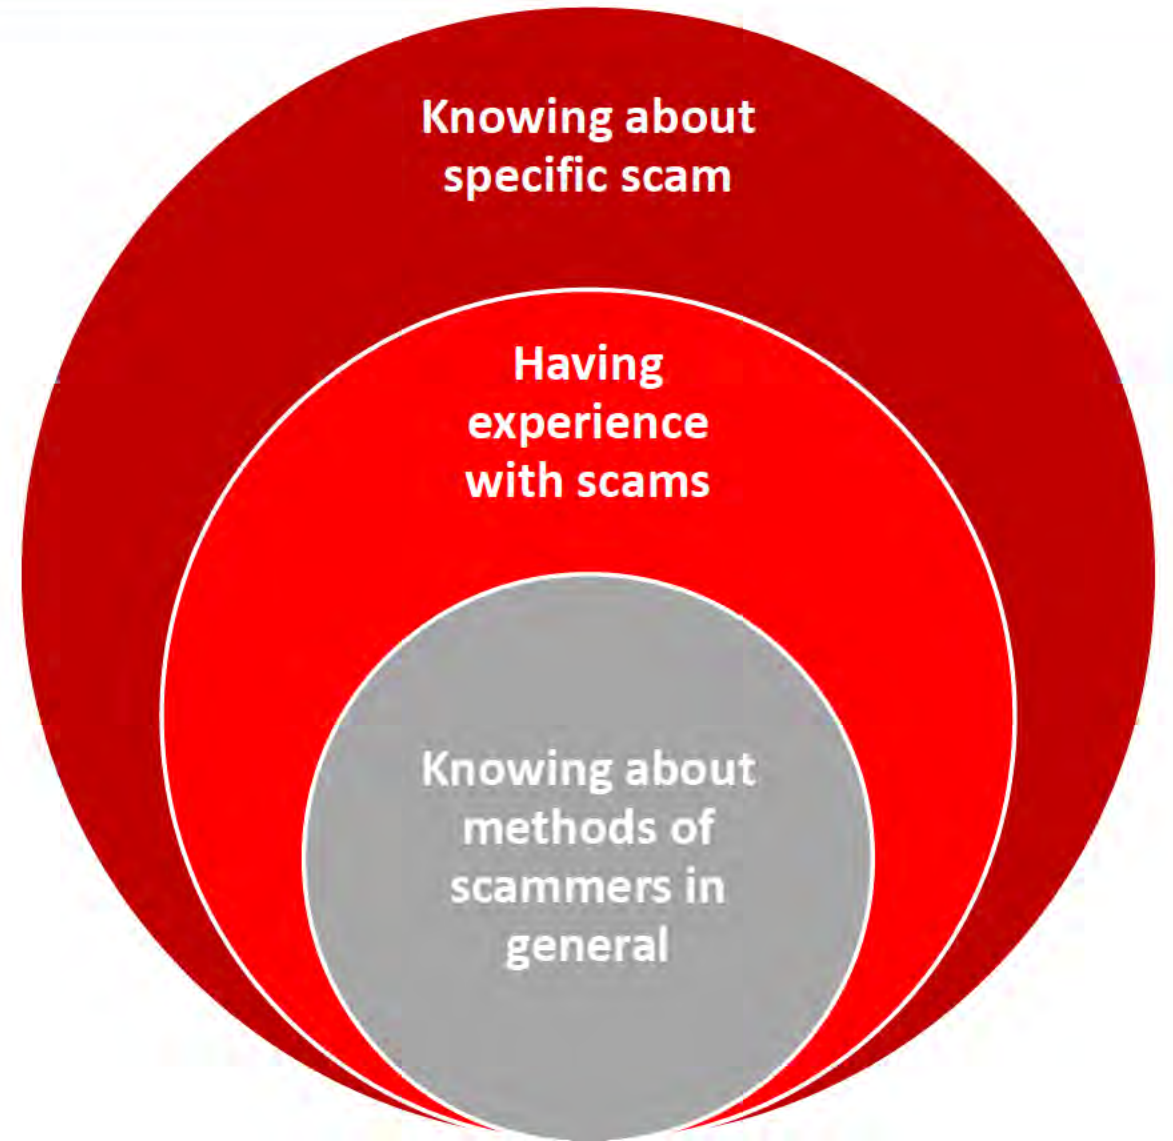 Knowing about
specific scam
Having
experience
with scams
Knowing about
methods of
scammers in
general